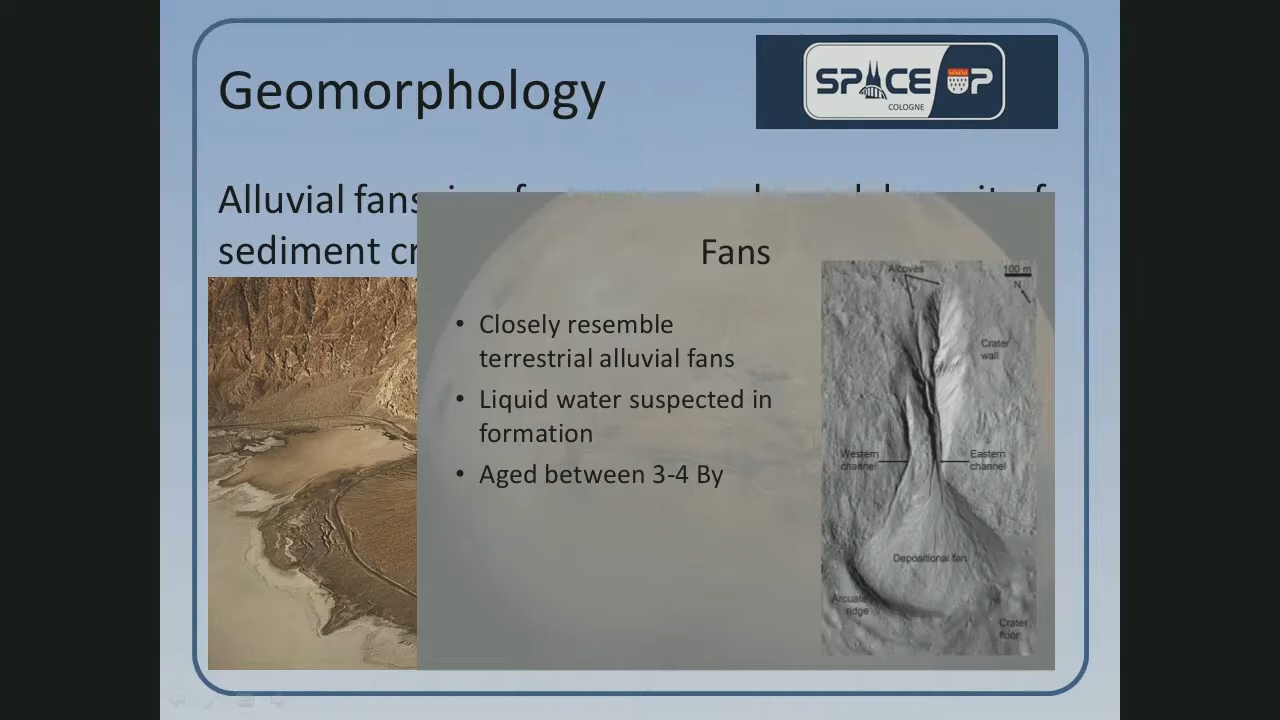 Geomorphology
SPACE UP
COLOGNE
Alluvial fans
sediment
Fans
• Closely resemble
terrestrial alluvial fans
• Liquid water suspected in
formation
• Aged between 3-4 By
Alcoves
100 m
N
Crater
wall
Western
channel
Eastern
channel
Depositional fan
Arcuate
ridge
Crater
floor